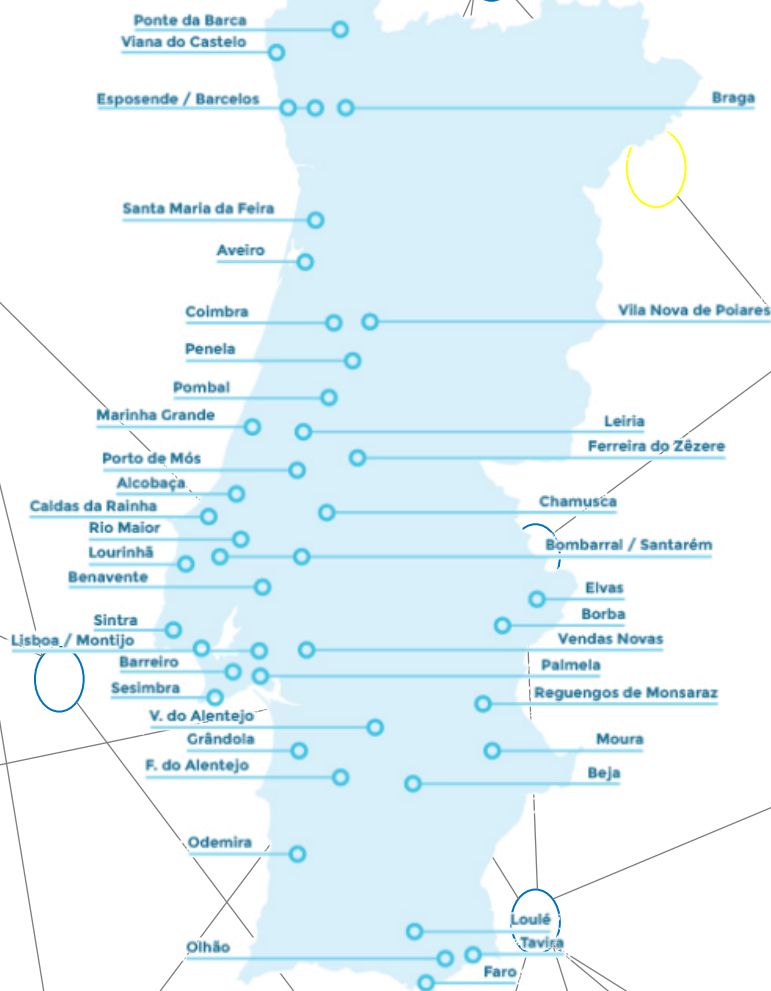 Ponte da Barca
Viana do Castelo
Esposende / Barcelos
Braga
Santa Maria da Feira
Aveiro
Coimbra
Vila Nova de Poiares
Penela
Pombal
Marinha Grande
Leiria
Ferreira do Zêzere
Porto de Mós
Alcobaça
Caldas da Rainha
Chamusca
Rio Maior
Bombarral / Santarém
Lourinhã
Benavente
Elvas
Borba
Sintra
Lisboa / Montijo
Vendas Novas
Barreiro
Palmela
Sesimbra
Reguengos de Monsaraz
V. do Alentejo
Grândola
Moura
F. do Alentejo
Beja
Odemira
Loulé
Tavira
Olhão
Faro